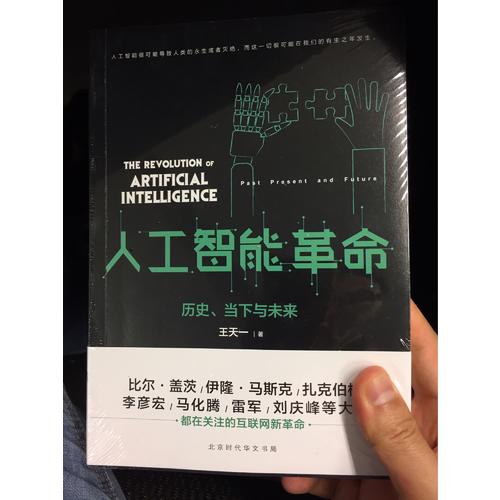 人工智能很可能导致人类的永生或者灭绝，而这一切很可能在我们的有生之年发生。
THE REVOLUTION OF
ARTIFICIAL
INTELLIGENCE
Past Present and Future
人工智能革命
历史、当下与未来
王天一 | 著
比尔·盖茨/伊隆·马斯克/扎克伯格
李彦宏/马化腾/雷军/刘庆峰等大
都在关注的互联网新革命
北京时代华文书局